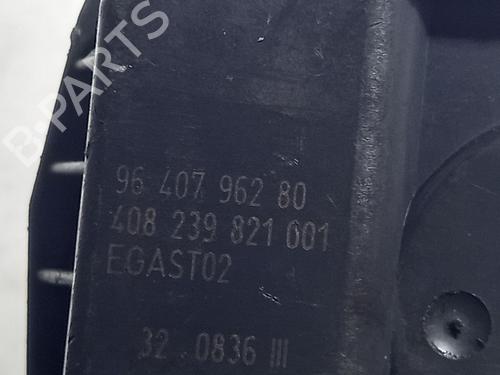 B-PARTS
96 407 962 80
408 239 821 001
EGAST02
32 . 0836 III